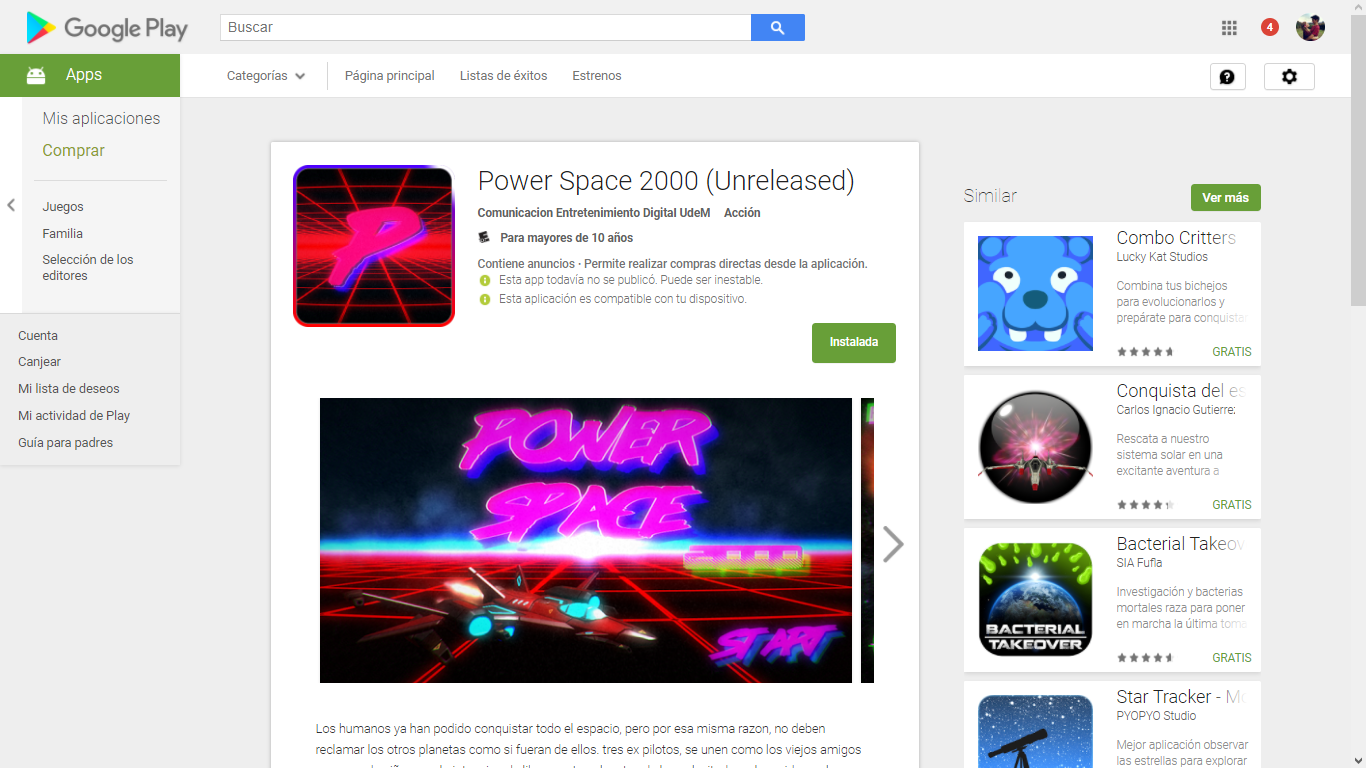 Google Play
Buscar
4
Apps
Categorías
Página principal
Listas de éxitos
Estrenos
Mis aplicaciones
Comprar
Juegos
Familia
Selección de los
editores
Cuenta
Canjear
Mi lista de deseos
Mi actividad de Play
Guía para padres
P
Power Space 2000 (Unreleased)
Comunicacion Entretenimiento Digital UdeM Acción
Para mayores de 10 años
Contiene anuncios · Permite realizar compras directas desde la aplicación.
Esta app todavía no se publicó. Puede ser inestable.
Esta aplicación es compatible con tu dispositivo.
Instalada
POWER
SPACE
START
Los humanos ya han podido conquistar todo el espacio, pero por esa misma razon, no deben
reclamar los otros planetas como si fueran de ellos. tres ex pilotos, se unen como los viejos amigos
Similar
Ver más
Combo Critters
Lucky Kat Studios
Combina tus bichejos
para evolucionarlos y
prepárate para conquistar
GRATIS
Conquista del es
Carlos Ignacio Gutierre
Rescata a nuestro
sistema solar en una
excitante aventura a
GRATIS
BACTERIAL
TAKEOVER
Bacterial Takeov
SIA Fufla
Investigación y bacterias
mortales raza para poner
en marcha la última toma
GRATIS
Star Tracker - Mo
PYOPYO Studio
Mejor aplicación observar
las estrellas para explorar